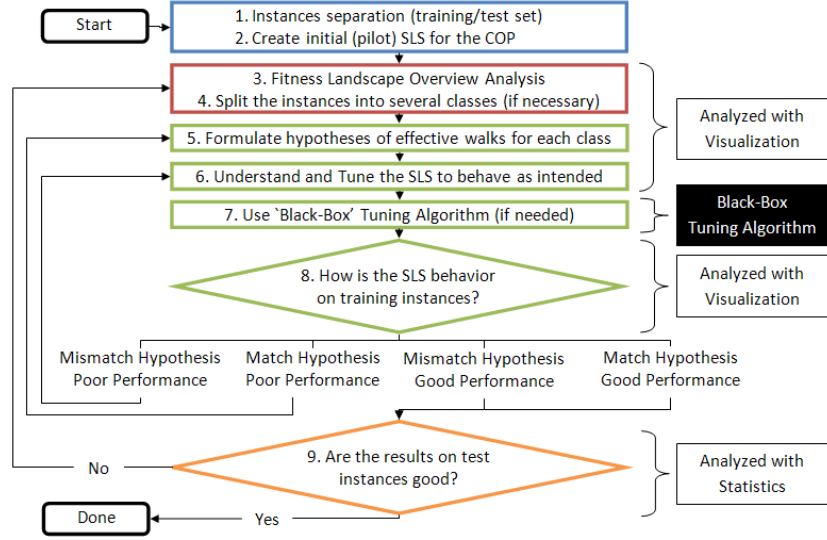 Start
1. Instances separation (training/test set)
2. Create initial (pilot) SLS for the COP
3. Fitness Landscape Overview Analysis
4. Split the instances into several classes (if necessary)
Analyzed with
Visualization
5. Formulate hypotheses of effective walks for each class
6. Understand and Tune the SLS to behave as intended
7. Use `Black-Box' Tuning Algorithm (if needed)
Black-Box
Tuning Algorithm
8. How is the SLS behavior
on training instances?
Analyzed with
Visualization
Mismatch Hypothesis
Poor Performance
Match Hypothesis
Poor Performance
Mismatch Hypothesis
Good Performance
Match Hypothesis
Good Performance
9. Are the results on test
instances good?
No
Analyzed with
Statistics
Done
Yes